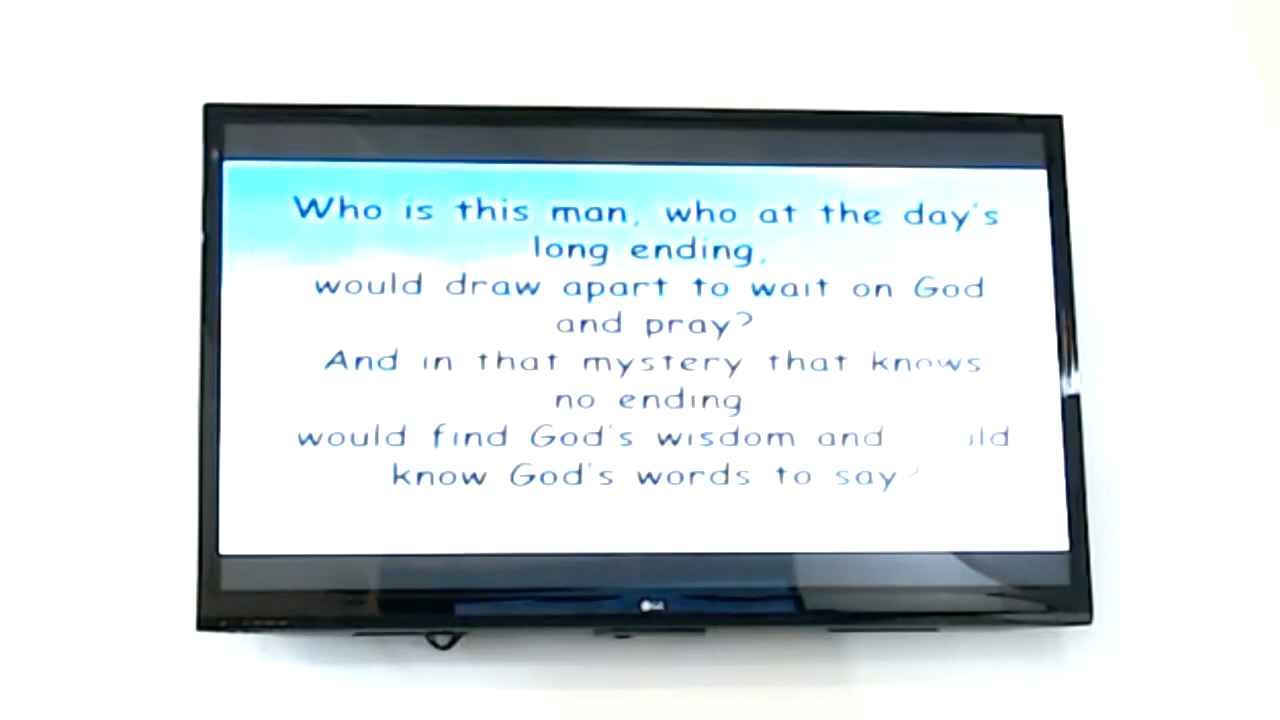 Who is this man, who at the day's
long ending,
would draw apart to wait on God
and pray?
And in that mystery that knows
no ending
would find God's wisdom and
know God's words to say?
LG